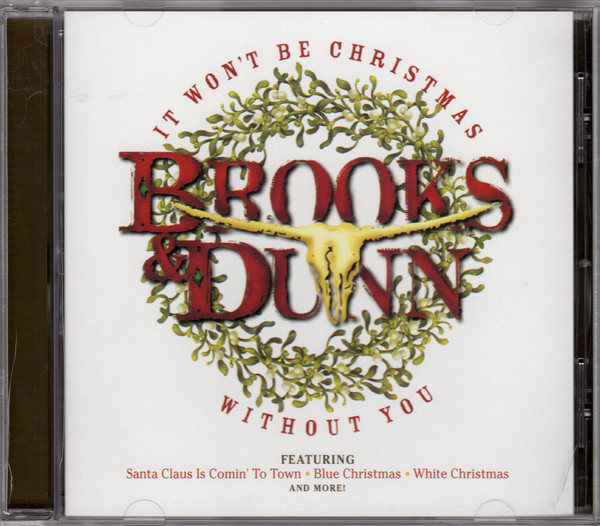 IT WON'T BE CHRISTMAS
BROOKS
& DUNN
WITHOUT YOU
FEATURING
Santa Claus Is Comin' To Town • Blue Christmas • White Christmas
AND MORE!